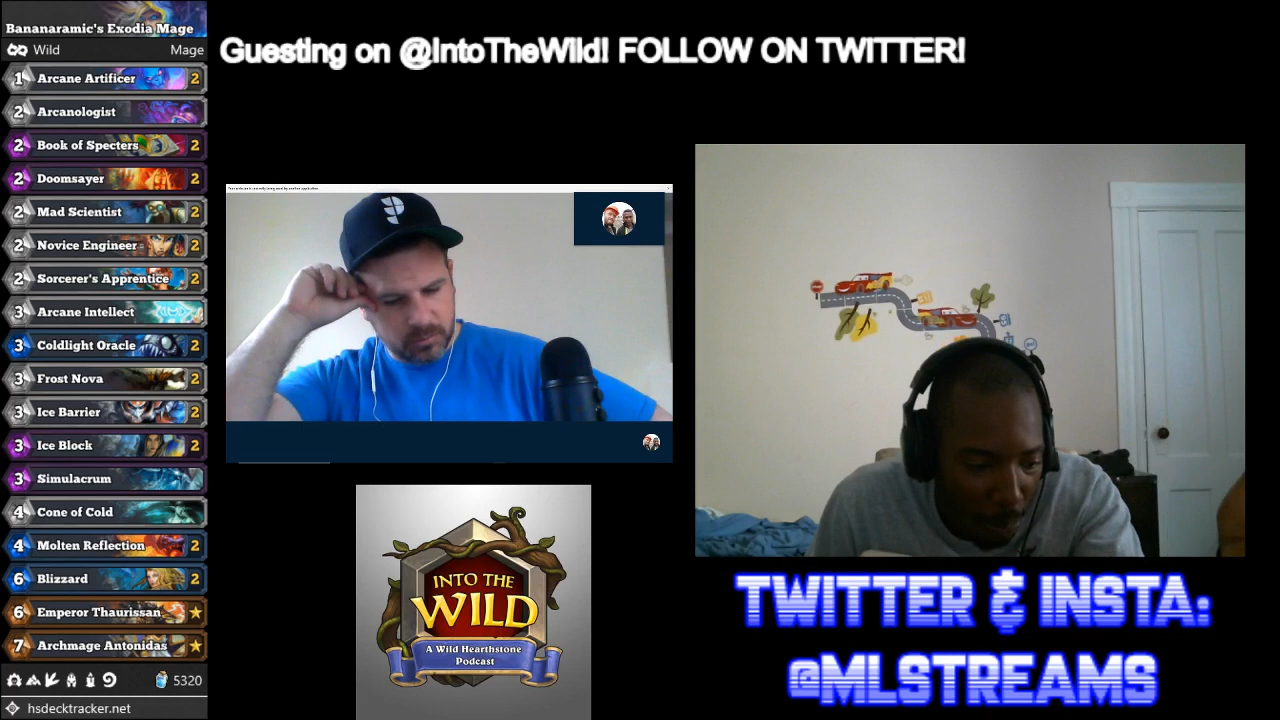 Bananaramic's Exodia Mage
Wild Mage
1 Arcane Artificer 2
2 Arcanologist
2 Book of Specters 2
2 Doomsayer 2
2 Mad Scientist 2
2 Novice Engineer 2
2 Sorcerer's Apprentice 2
3 Arcane Intellect 2
3 Coldlight Oracle 2
3 Frost Nova 2
3 Ice Barrier 2
3 Ice Block 2
3 Simulacrum
4 Cone of Cold
4 Molten Reflection 2
6 Blizzard 2
6 Emperor Thaurissan
7 Archmage Antonidas
5320
hsdecktracker.net
Guesting on @IntoTheWild! FOLLOW ON TWITTER!
INTO THE
WILD
A Wild Hearthstone
Podcast
TWITTER & INSTA:
@MLSTREAMS